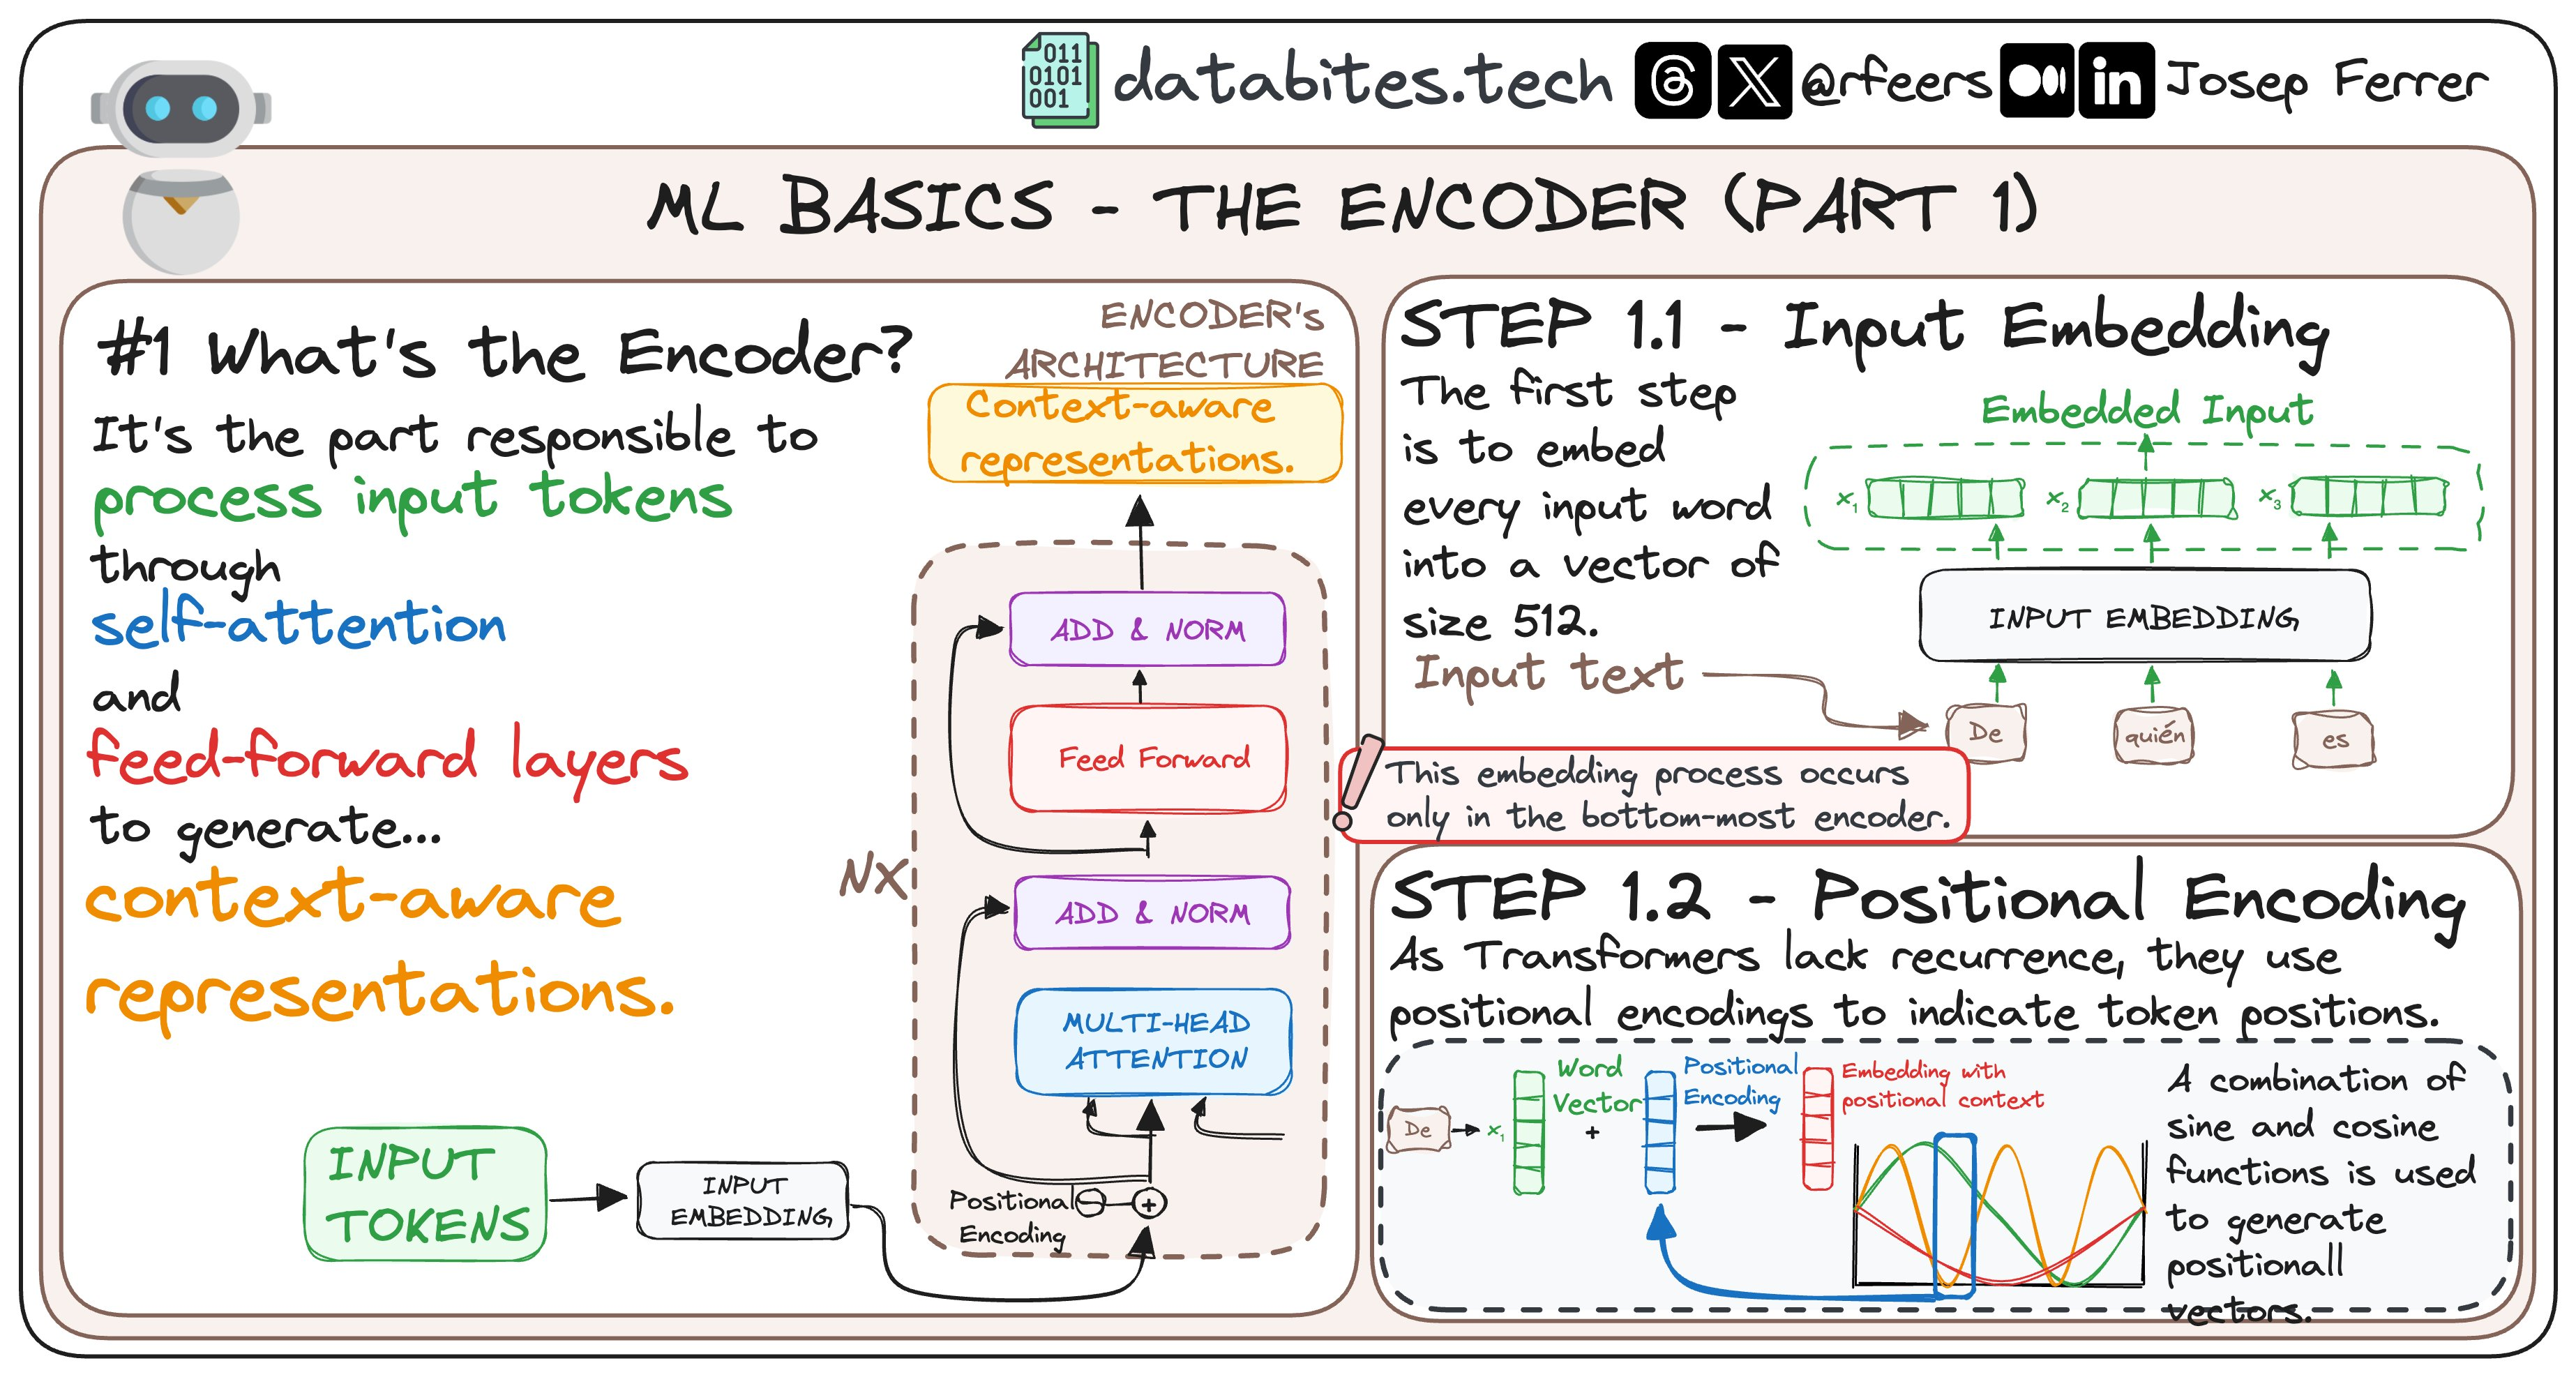 011
0101
001
databites.tech
@rfeers
in
Josep Ferrer
ML BASICS - THE ENCODER (PART 1)
#1 What's the Encoder?
It's the part responsible to
process input tokens
through
self-attention
and
feed-forward layers
to generate...
context-aware
representations.
ENCODER's
ARCHITECTURE
Context-aware
representations.
ADD & NORM
Feed Forward
NX
ADD & NORM
MULTI-HEAD
ATTENTION
Positional
Encoding
+
INPUT
TOKENS
INPUT
EMBEDDING
STEP 1.1 - Input Embedding
The first step
is to embed
every input word
into a vector of
size 512.
Input text
Embedded Input
x1
x2
x3
INPUT EMBEDDING
De
quién
es
This embedding process occurs
only in the bottom-most encoder.
STEP 1.2 - Positional Encoding
As Transformers lack recurrence, they use
positional encodings to indicate token positions.
De
x1
Word
Vector
+
Positional
Encoding
Embedding with
positional context
A combination of
sine and cosine
functions is used
to generate
positionall
vectors.